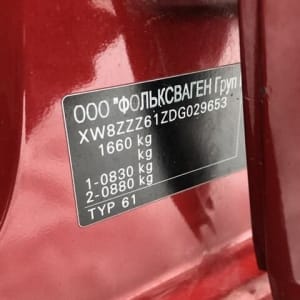 ООО "ФОЛЬКСВАГЕН Груп
XW8ZZZ61ZDG029653
1660 kg
kg
1-0830 kg
2-0880 kg
TYP 61